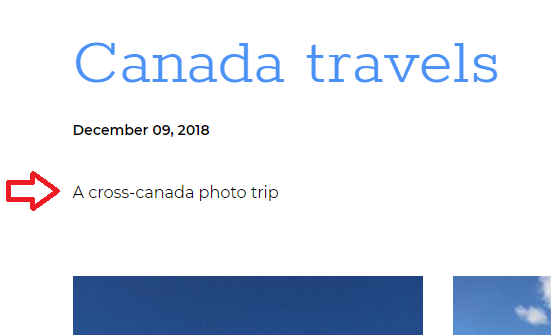 Canada travels
December 09, 2018
A cross-canada photo trip